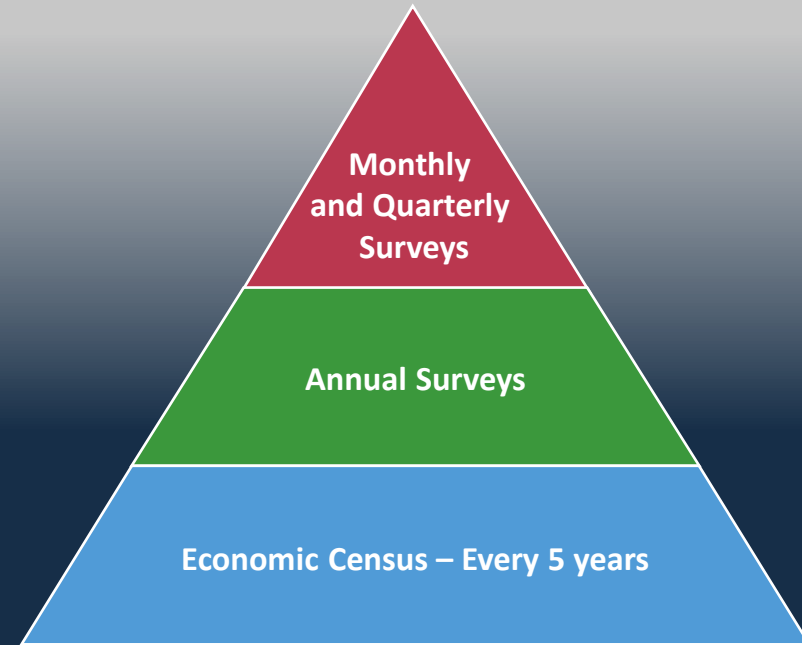 Monthly
and Quarterly
Surveys
Annual Surveys
Economic Census – Every 5 years